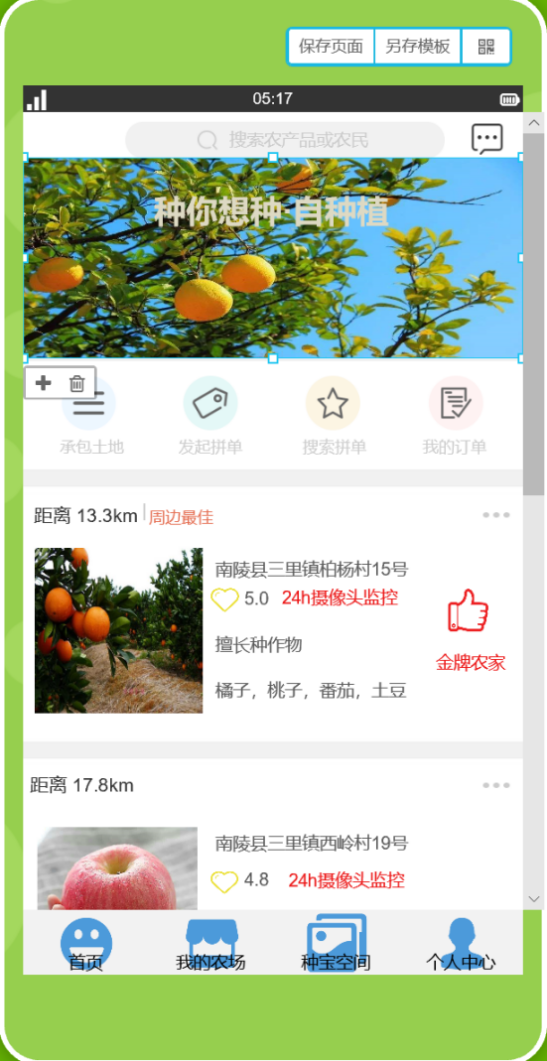 保存页面 另存模板
05:17
搜索农产品或农民
种你想种·自种植
承包土地 发起拼单 搜索拼单 我的订单
距离 13.3km 周边最佳
南陵县三里镇柏杨村15号
5.0 24h摄像头监控
擅长种作物
金牌农家
橘子，桃子，番茄，土豆
距离 17.8km
南陵县三里镇西岭村19号
4.8 24h摄像头监控
首页 我的农场 种宝空间 个人中心